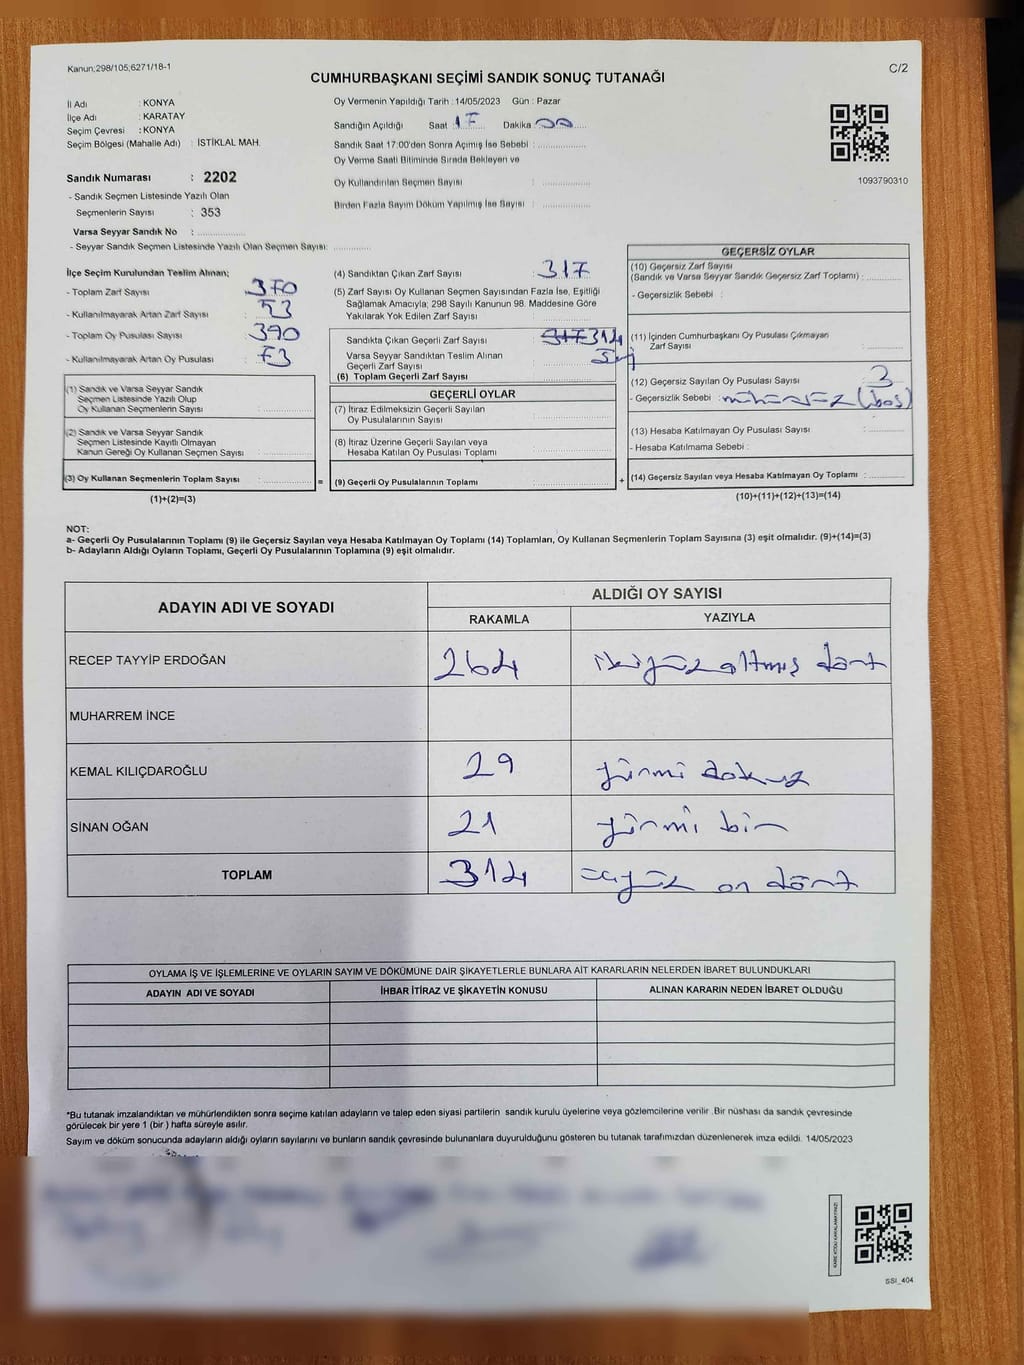 Kanun:298/105;6271/18-1
C/2
CUMHURBAŞKANI SEÇİMİ SANDIK SONUÇ TUTANAĞI
İl Adı : KONYA
İlçe Adı : KARATAY
Seçim Çevresi : KONYA
Seçim Bölgesi (Mahalle Adı) : İSTİKLAL MAH.
Sandık Numarası : 2202
- Sandık Seçmen Listesinde Yazılı Olan
Seçmenlerin Sayısı : 353
Varsa Seyyar Sandık No :
- Seyyar Sandık Seçmen Listesinde Yazılı Olan Seçmen Sayısı:
Oy Vermenin Yapıldığı Tarih : 14/05/2023 Gün : Pazar
Sandığın Açıldığı Saat 17 Dakika 00
Sandık Saat 17:00'den Sonra Açımış İse Sebebi :
Oy Verme Saati Bitiminde Sırada Bekleyen ve
Oy Kullandırılan Seçmen Sayısı :
Birden Fazla Sayım Döküm Yapılmış İse Sayısı :
1093790310
İlçe Seçim Kurulundan Teslim Alınan;
- Toplam Zarf Sayısı : 370
- Kullanılmayarak Artan Zarf Sayısı : 53
- Toplam Oy Pusulası Sayısı : 390
- Kullanılmayarak Artan Oy Pusulası : 73
(1) Sandık ve Varsa Seyyar Sandık
Seçmen Listesinde Yazılı Olup
Oy Kullanan Seçmenlerin Sayısı :
(2) Sandık ve Varsa Seyyar Sandık
Seçmen Listesinde Kayıtlı Olmayan
Kanun Gereği Oy Kullanan Seçmen Sayısı :
(3) Oy Kullanan Seçmenlerin Toplam Sayısı :
(1)+(2)=(3)
(4) Sandıktan Çıkan Zarf Sayısı : 317
(5) Zarf Sayısı Oy Kullanan Seçmen Sayısından Fazla İse, Eşitliği
Sağlamak Amacıyla; 298 Sayılı Kanunun 98. Maddesine Göre
Yakılarak Yok Edilen Zarf Sayısı :
Sandıkta Çıkan Geçerli Zarf Sayısı : 317 314
Varsa Seyyar Sandıktan Teslim Alınan
Geçerli Zarf Sayısı :
(6) Toplam Geçerli Zarf Sayısı :
GEÇERLİ OYLAR
(7) İtiraz Edilmeksizin Geçerli Sayılan
Oy Pusulasının Sayısı :
(8) İtiraz Üzerine Geçerli Sayılan veya
Hesaba Katılan Oy Pusulası Toplamı :
= (9) Geçerli Oy Pusulalarının Toplamı : +
GEÇERSİZ OYLAR
(10) Geçersiz Zarf Sayısı
(Sandık ve Varsa Seyyar Sandık Geçersiz Zarf Toplamı) :
- Geçersizlik Sebebi :
(11) İçinden Cumhurbaşkanı Oy Pusulası Çıkmayan
Zarf Sayısı :
(12) Geçersiz Sayılan Oy Pusulası Sayısı : 3
- Geçersizlik Sebebi : mühürsüz (boş)
(13) Hesaba Katılmayan Oy Pusulası Sayısı :
- Hesaba Katılmama Sebebi :
(14) Geçersiz Sayılan veya Hesaba Katılmayan Oy Toplamı :
(10)+(11)+(12)+(13)=(14)
NOT:
a- Geçerli Oy Pusulalarının Toplamı (9) ile Geçersiz Sayılan veya Hesaba Katılmayan Oy Toplamı (14) Toplamları, Oy Kullanan Seçmenlerin Toplam Sayısına (3) eşit olmalıdır. (9)+(14)=(3)
b- Adayların Aldığı Oyların Toplamı, Geçerli Oy Pusulalarının Toplamına (9) eşit olmalıdır.
ADAYIN ADI VE SOYADI
ALDIĞI OY SAYISI
RAKAMLA YAZIYLA
RECEP TAYYİP ERDOĞAN 264 ikiyüz altmış dört
MUHARREM İNCE
KEMAL KILIÇDAROĞLU 29 yirmi dokuz
SİNAN OĞAN 21 yirmi bir
TOPLAM 314 üçyüz on dört
OYLAMA İŞ VE İŞLEMLERİNE VE OYLARIN SAYIM VE DÖKÜMÜNE DAİR ŞİKAYETLERLE BUNLARA AİT KARARLARIN NELERDEN İBARET BULUNDUKLARI
ADAYIN ADI VE SOYADI İHBAR İTİRAZ VE ŞİKAYETİN KONUSU ALINAN KARARIN NEDEN İBARET OLDUĞU
*Bu tutanak imzalandıktan ve mühürlendikten sonra seçime katılan adayların ve talep eden siyasi partilerin sandık kurulu üyelerine veya gözlemcilerine verilir .Bir nüshası da sandık çevresinde
görülecek bir yere 1 (bir ) hafta süreyle asılır.
Sayım ve döküm sonucunda adayların aldığı oyların sayılarını ve bunların sandık çevresinde bulunanlara duyurulduğunu gösteren bu tutanak tarafımızdan düzenlenerek imza edildi. 14/05/2023
KARE KODU KARALAMAYINIZ!
SSI_404